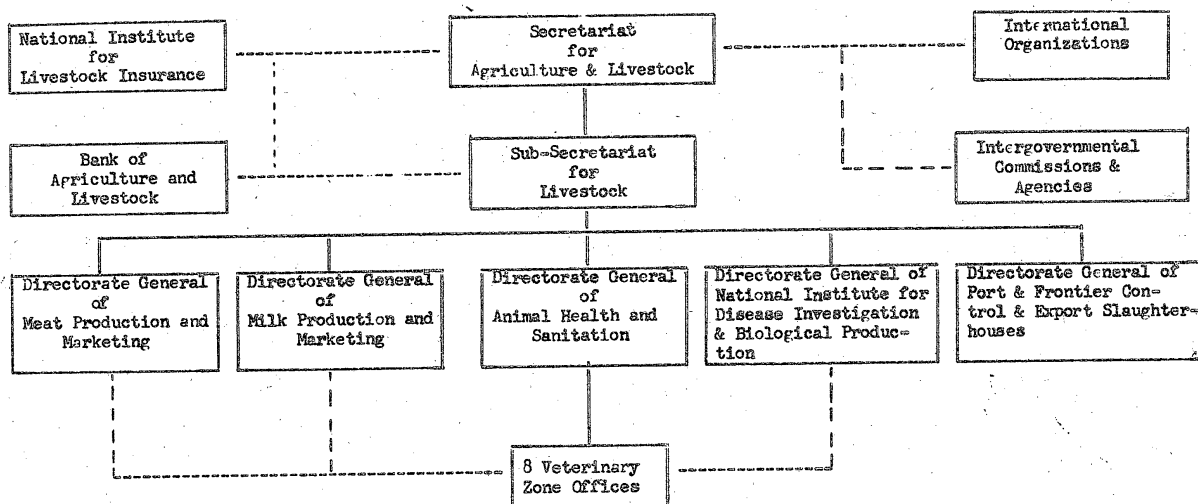 National Institute
for
Livestock Insurance
Secretariat
for
Agriculture & Livestock
International
Organizations
Bank of
Agriculture and
Livestock
Sub-Secretariat
for
Livestock
Intergovernmental
Commissions &
Agencies
Directorate General
of
Meat Production and
Marketing
Directorate General
of
Milk Production and
Marketing
Directorate General
of
Animal Health and
Sanitation
Directorate General of
National Institute for
Disease Investigation
& Biological Produc-
tion
Directorate General of
Port & Frontier Con-
trol & Export Slaughter-
houses
8 Veterinary
Zone Offices